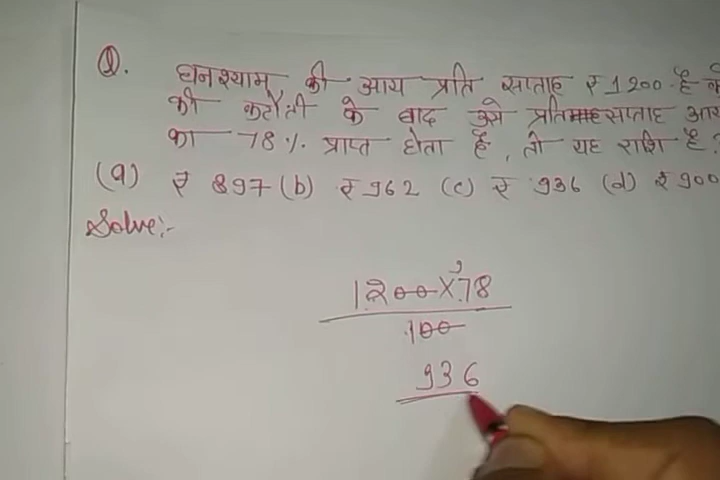 Q. घनश्याम की आय प्रति सप्ताह ₹1200 है
की कटौती के बाद उसे प्रति सप्ताह आय
का 78% प्राप्त होता है, तो यह राशि है?
(a) ₹ 897 (b) ₹ 962 (c) ₹ 936 (d) ₹ 900
Solve:-
1200×78
100
936